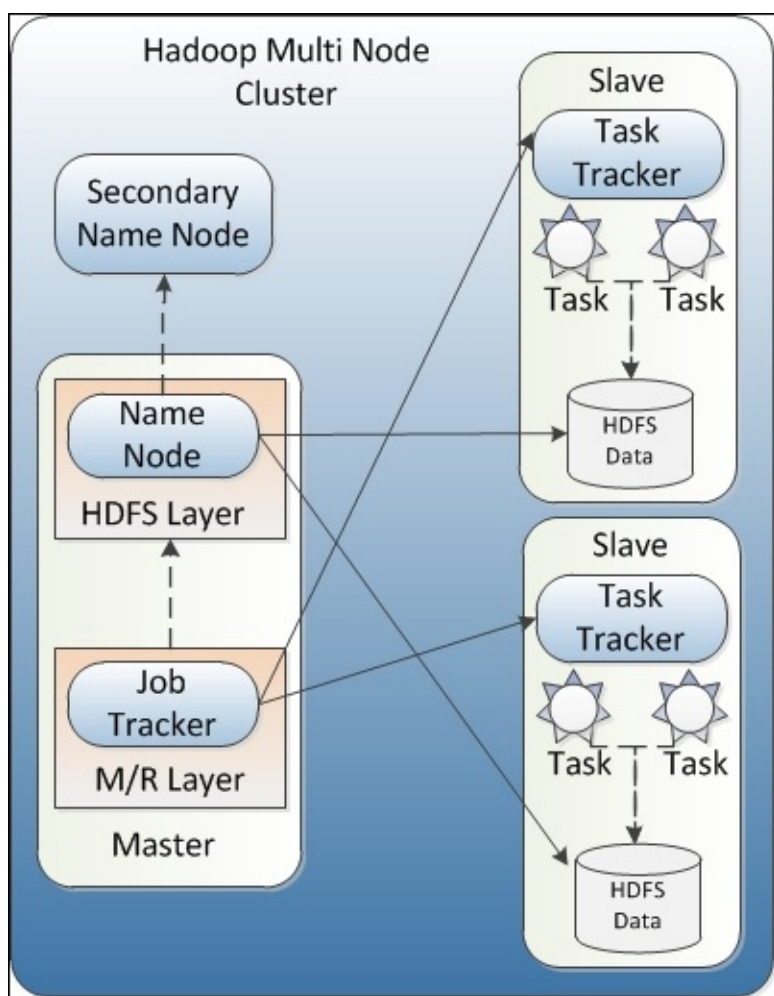 Hadoop Multi Node
Cluster
Secondary
Name Node
Name
Node
HDFS Layer
Job
Tracker
M/R Layer
Master
Slave
Task
Tracker
Task Task
HDFS
Data
Slave
Task
Tracker
Task Task
HDFS
Data